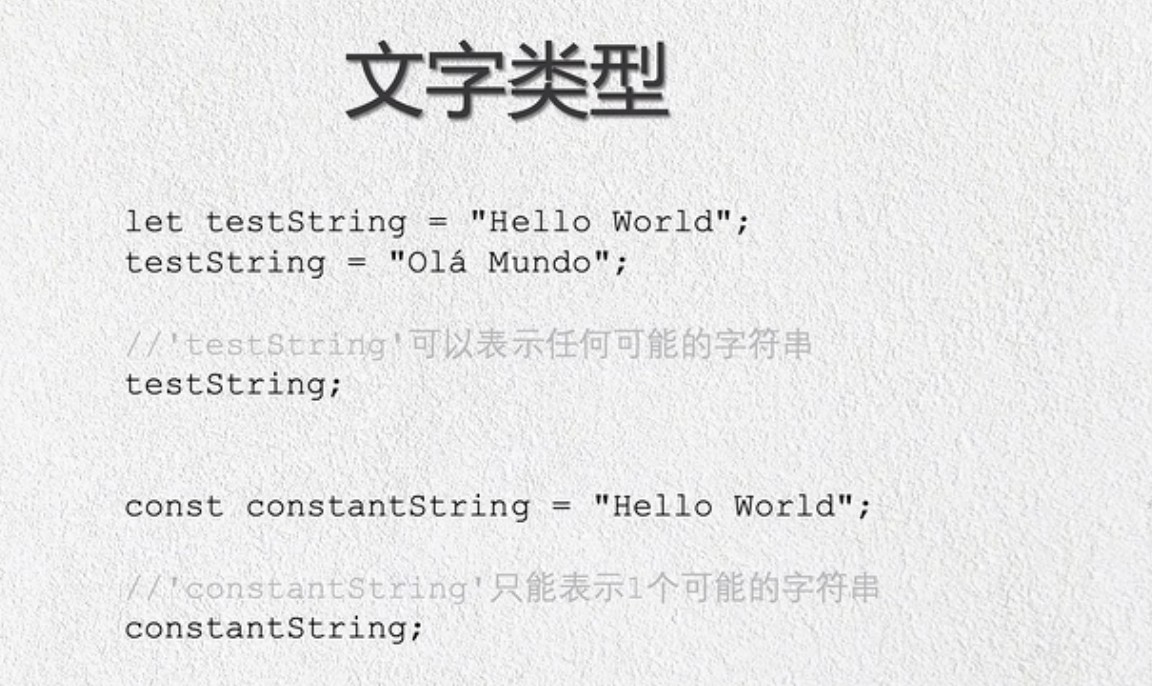 文字类型
let testString = "Hello World";
testString = "Olá Mundo";
//'testString'可以表示任何可能的字符串
testString;
const constantString = "Hello World";
//'constantString'只能表示1个可能的字符串
constantString;